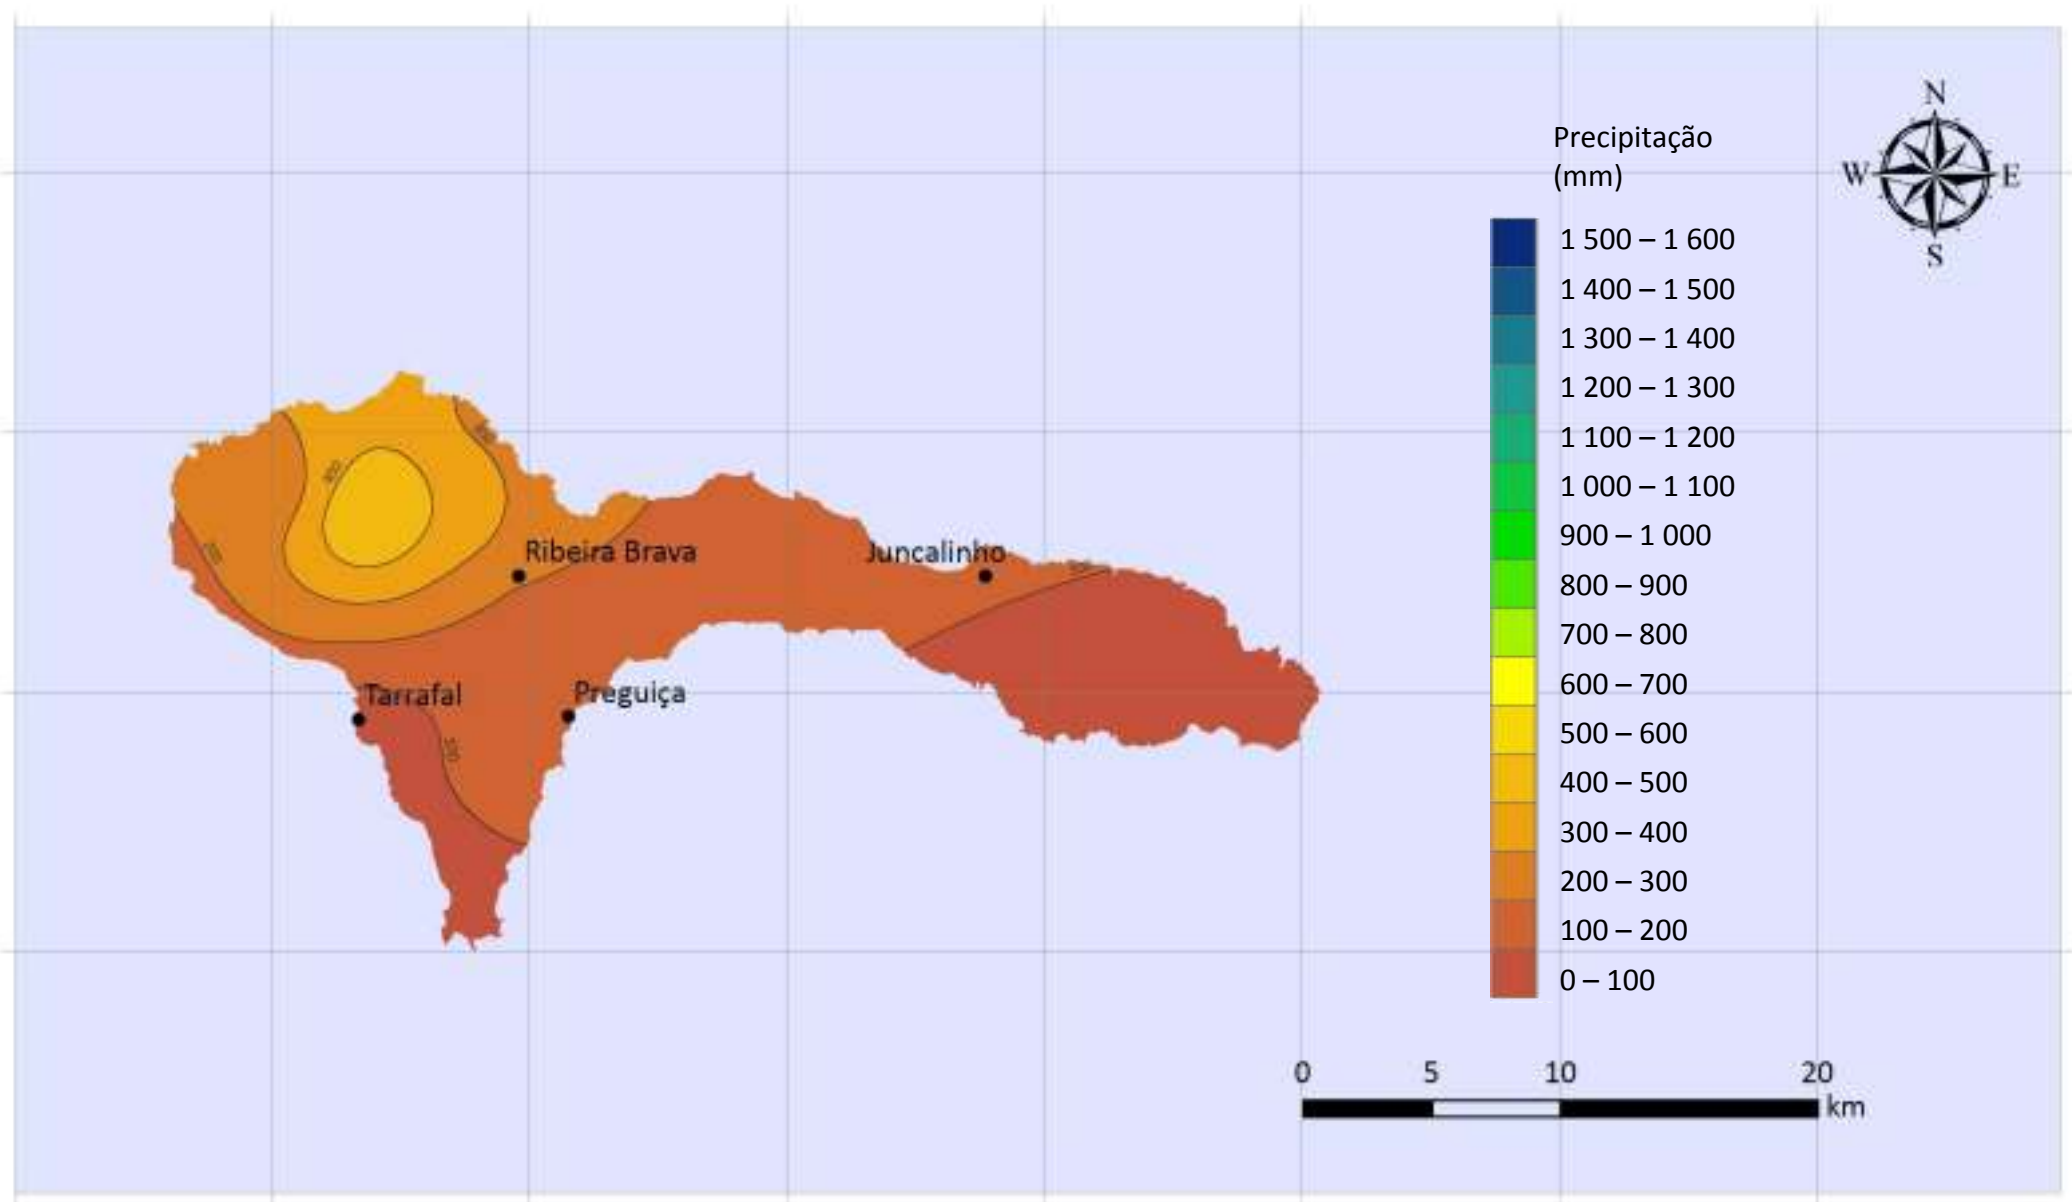 N
W
E
S
Precipitação
(mm)
1 500 – 1 600
1 400 – 1 500
1 300 – 1 400
1 200 – 1 300
1 100 – 1 200
1 000 – 1 100
900 – 1 000
800 – 900
700 – 800
600 – 700
500 – 600
400 – 500
300 – 400
200 – 300
100 – 200
0 – 100
Ribeira Brava
Juncalinho
Tarrafal
Preguiça
100
0 5 10 20
km